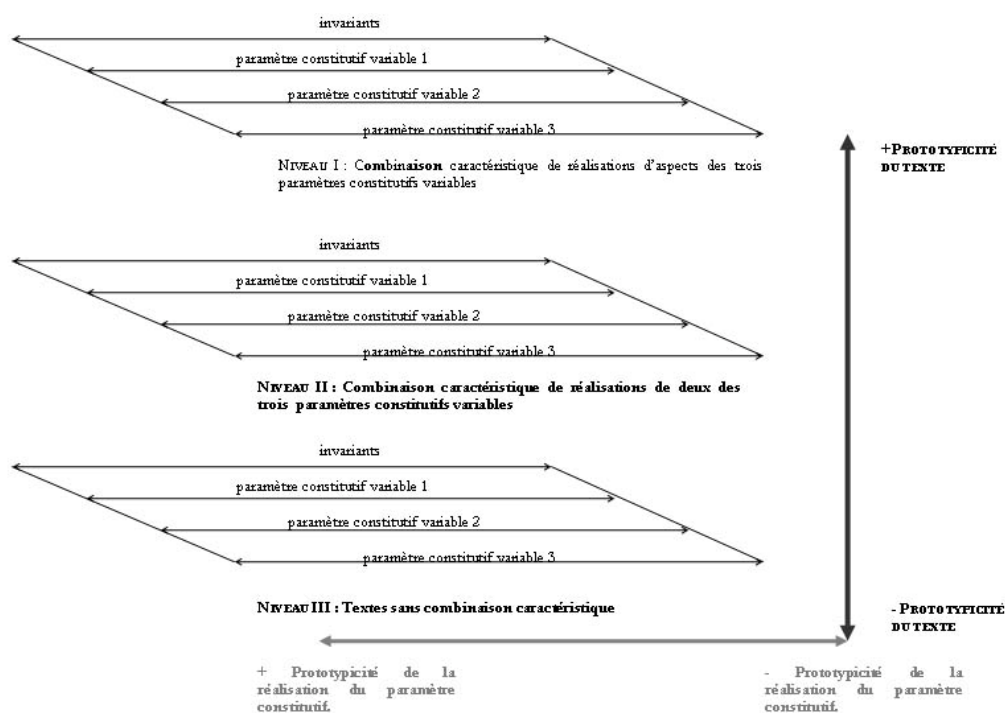 invariants
paramètre constitutif variable 1
paramètre constitutif variable 2
paramètre constitutif variable 3
NIVEAU I : Combinaison caractéristique de réalisations d'aspects des trois
paramètres constitutifs variables
+PROTOTYPICITÉ
DU TEXTE
invariants
paramètre constitutif variable 1
paramètre constitutif variable 2
paramètre constitutif variable 3
NIVEAU II : Combinaison caractéristique de réalisations de deux des
trois paramètres constitutifs variables
invariants
paramètre constitutif variable 1
paramètre constitutif variable 2
paramètre constitutif variable 3
NIVEAU III : Textes sans combinaison caractéristique
- PROTOTYPICITÉ
DU TEXTE
+ Prototypicité de la
réalisation du paramètre
constitutif.
- Prototypicité de la
réalisation du paramètre
constitutif.